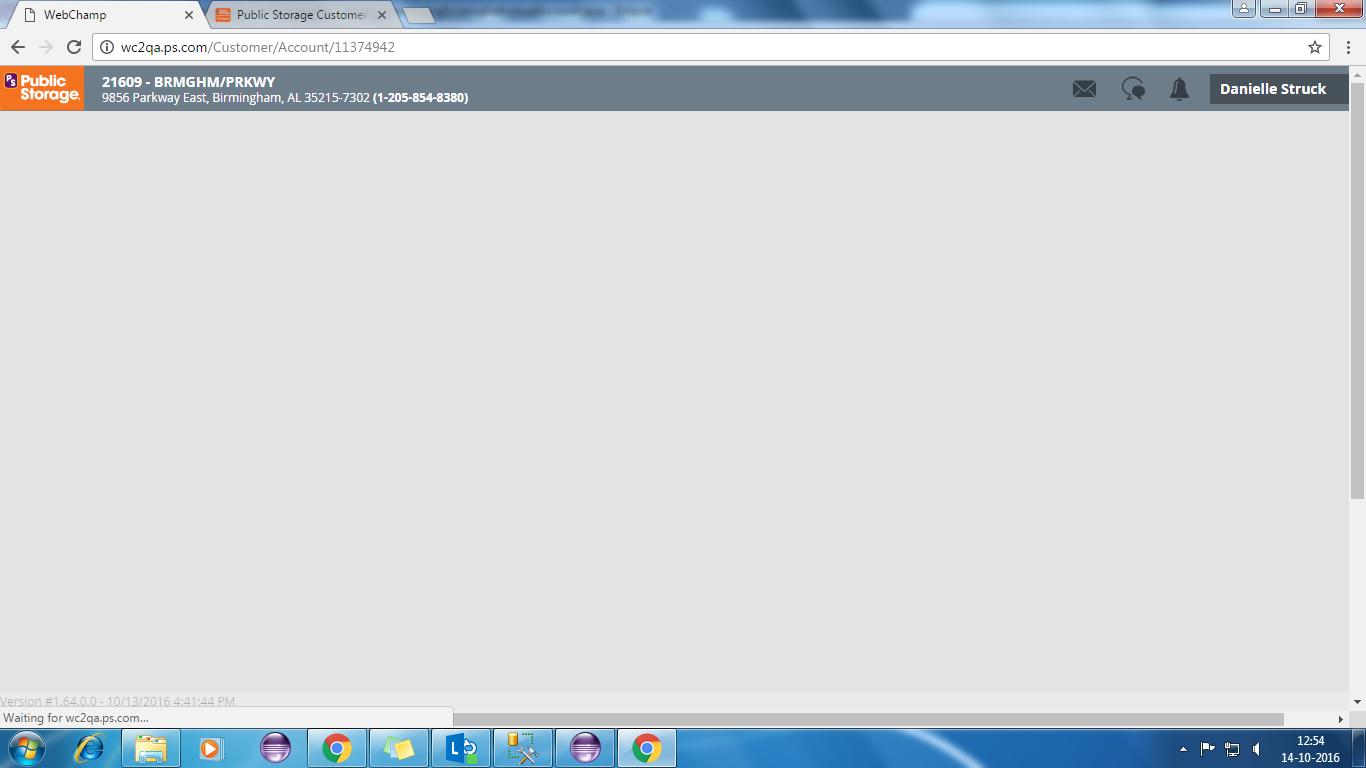 WebChamp
Public Storage Customer
wc2qa.ps.com/Customer/Account/11374942
PS Public Storage.
21609 - BRMGHM/PRKWY
9856 Parkway East, Birmingham, AL 35215-7302 (1-205-854-8380)
Danielle Struck
Version #1.64.0.0 - 10/13/2016 4:41:44 PM
Waiting for wc2qa.ps.com...
12:54
14-10-2016